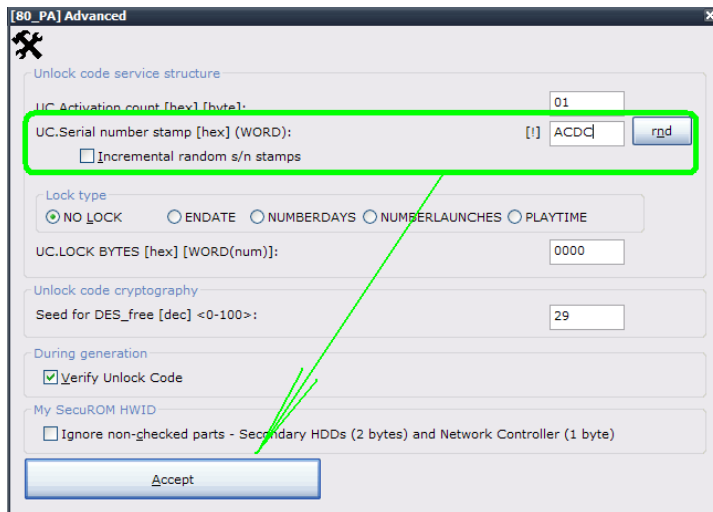 [80_PA] Advanced
Unlock code service structure
UC.Activation count [hex] [byte]: 01
UC.Serial number stamp [hex] (WORD): [!] ACDC rnd
Incremental random s/n stamps
Lock type
NO LOCK ENDATE NUMBERDAYS NUMBERLAUNCHES PLAYTIME
UC.LOCK BYTES [hex] [WORD(num)]: 0000
Unlock code cryptography
Seed for DES_free [dec] <0-100>: 29
During generation
Verify Unlock Code
My SecuROM HWID
Ignore non-checked parts - Secondary HDDs (2 bytes) and Network Controller (1 byte)
Accept